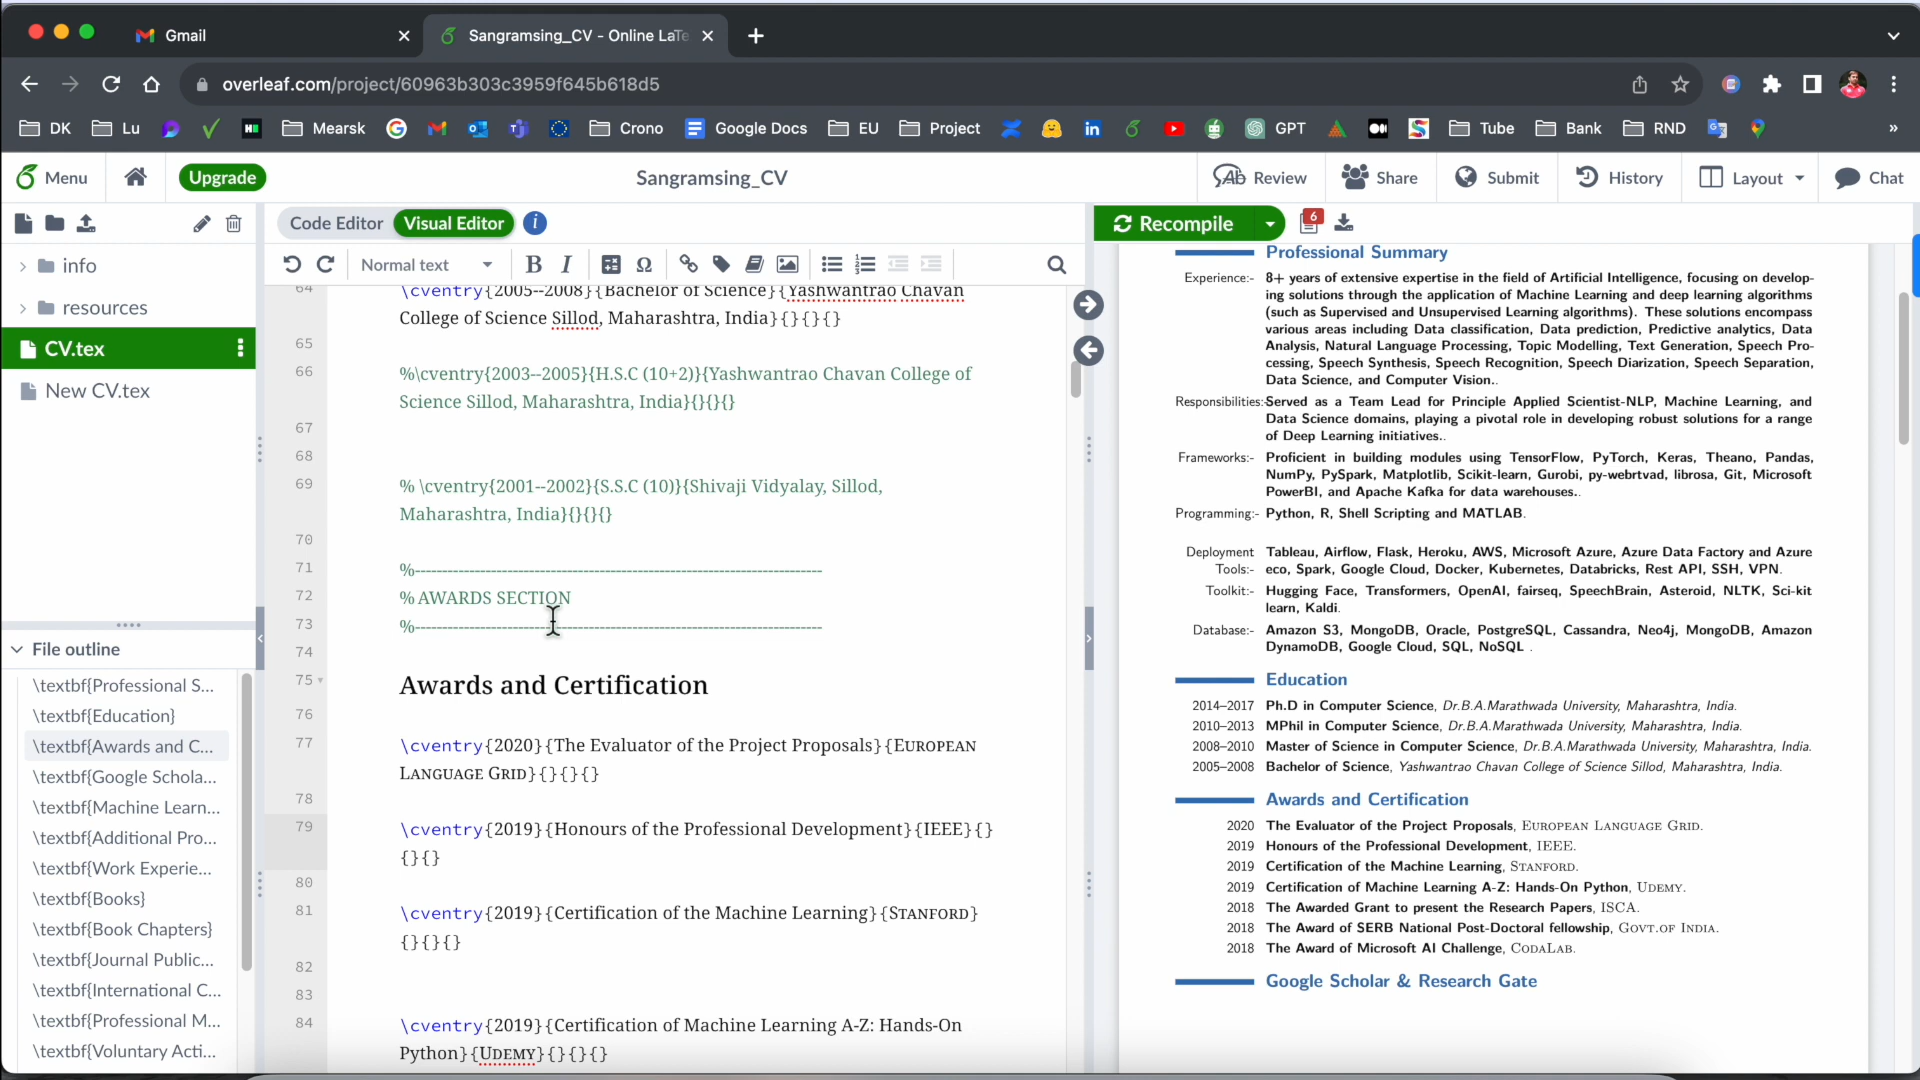 Gmail
Sangramsing_CV - Online LaTe
overleaf.com/project/60963b303c3959f645b618d5
DK
Lu
Mearsk
Crono
Google Docs
EU
Project
GPT
Tube
Bank
RND
»
Menu
Upgrade
Sangramsing_CV
Review
Share
Submit
History
Layout
Chat
Code Editor
Visual Editor
i
Recompile
6
Normal text
B
I
Ω
info
resources
CV.tex
New CV.tex
File outline
\textbf{Professional S...
\textbf{Education}
\textbf{Awards and C...
\textbf{Google Schola...
\textbf{Machine Learn...
\textbf{Additional Pro...
\textbf{Work Experie...
\textbf{Books}
\textbf{Book Chapters}
\textbf{Journal Public...
\textbf{International C...
\textbf{Professional M...
\textbf{Voluntary Acti...
64 \cventry{2005--2008}{Bachelor of Science}{Yashwantrao Chavan
College of Science Sillod, Maharashtra, India}{}{}{}
65
66 %\cventry{2003--2005}{H.S.C (10+2)}{Yashwantrao Chavan College of
Science Sillod, Maharashtra, India}{}{}{}
67
68
69 % \cventry{2001--2002}{S.S.C (10)}{Shivaji Vidyalay, Sillod,
Maharashtra, India}{}{}{}
70
71 %------------------------------------------------------------------------
72 % AWARDS SECTION
73 %------------------------------------------------------------------------
74
75 Awards and Certification
76
77 \cventry{2020}{The Evaluator of the Project Proposals}{European
Language Grid}{}{}{}
78
79 \cventry{2019}{Honours of the Professional Development}{IEEE}{}
{}{}
80
81 \cventry{2019}{Certification of the Machine Learning}{Stanford}
{}{}{}
82
83
84 \cventry{2019}{Certification of Machine Learning A-Z: Hands-On
Python}{Udemy}{}{}{}
Professional Summary
Experience:- 8+ years of extensive expertise in the field of Artificial Intelligence, focusing on develop-
ing solutions through the application of Machine Learning and deep learning algorithms
(such as Supervised and Unsupervised Learning algorithms). These solutions encompass
various areas including Data classification, Data prediction, Predictive analytics, Data
Analysis, Natural Language Processing, Topic Modelling, Text Generation, Speech Pro-
cessing, Speech Synthesis, Speech Recognition, Speech Diarization, Speech Separation,
Data Science, and Computer Vision..
Responsibilities:- Served as a Team Lead for Principle Applied Scientist-NLP, Machine Learning, and
Data Science domains, playing a pivotal role in developing robust solutions for a range
of Deep Learning initiatives..
Frameworks:- Proficient in building modules using TensorFlow, PyTorch, Keras, Theano, Pandas,
NumPy, PySpark, Matplotlib, Scikit-learn, Gurobi, py-webrtvad, librosa, Git, Microsoft
PowerBI, and Apache Kafka for data warehouses..
Programming:- Python, R, Shell Scripting and MATLAB.
Deployment Tableau, Airflow, Flask, Heroku, AWS, Microsoft Azure, Azure Data Factory and Azure
Tools:- eco, Spark, Google Cloud, Docker, Kubernetes, Databricks, Rest API, SSH, VPN.
Toolkit:- Hugging Face, Transformers, OpenAI, fairseq, SpeechBrain, Asteroid, NLTK, Sci-kit
learn, Kaldi.
Database:- Amazon S3, MongoDB, Oracle, PostgreSQL, Cassandra, Neo4j, MongoDB, Amazon
DynamoDB, Google Cloud, SQL, NoSQL .
Education
2014–2017 Ph.D in Computer Science, Dr.B.A.Marathwada University, Maharashtra, India.
2010–2013 MPhil in Computer Science, Dr.B.A.Marathwada University, Maharashtra, India.
2008–2010 Master of Science in Computer Science, Dr.B.A.Marathwada University, Maharashtra, India.
2005–2008 Bachelor of Science, Yashwantrao Chavan College of Science Sillod, Maharashtra, India.
Awards and Certification
2020 The Evaluator of the Project Proposals, European Language Grid.
2019 Honours of the Professional Development, IEEE.
2019 Certification of the Machine Learning, Stanford.
2019 Certification of Machine Learning A-Z: Hands-On Python, Udemy.
2018 The Awarded Grant to present the Research Papers, ISCA.
2018 The Award of SERB National Post-Doctoral fellowship, Govt.of India.
2018 The Award of Microsoft AI Challenge, CodaLab.
Google Scholar & Research Gate